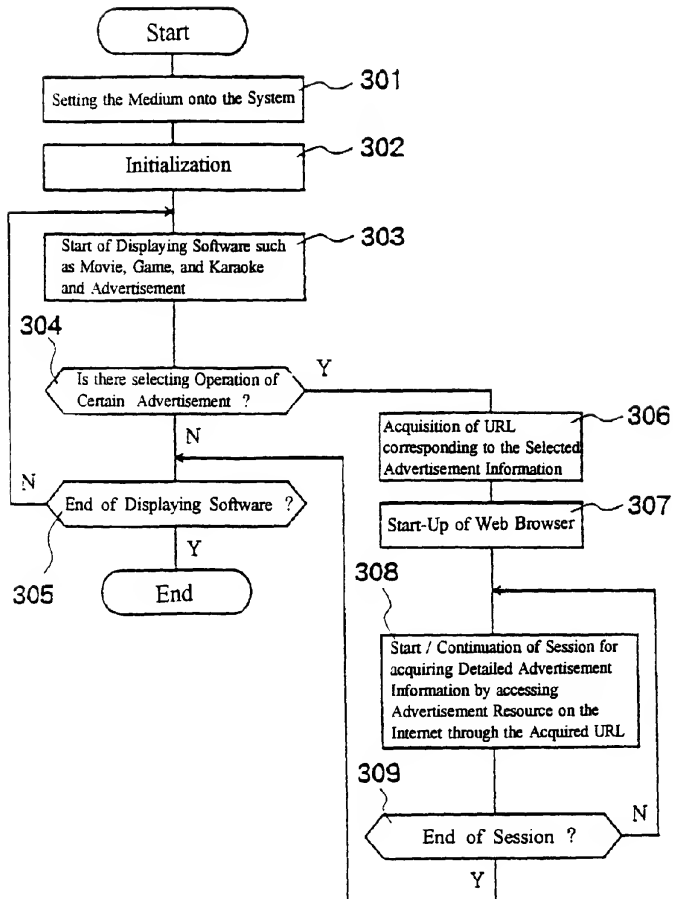 Start
301
Setting the Medium onto the System
302
Initialization
303
Start of Displaying Software such
as Movie, Game, and Karaoke
and Advertisement
304
Is there selecting Operation of
Certain Advertisement ?
Y
N
306
Acquisition of URL
corresponding to the Selected
Advertisement Information
N
End of Displaying Software ?
307
Start-Up of Web Browser
Y
305
End
308
Start / Continuation of Session for
acquiring Detailed Advertisement
Information by accessing
Advertisement Resource on the
Internet through the Acquired URL
309
End of Session ?
N
Y